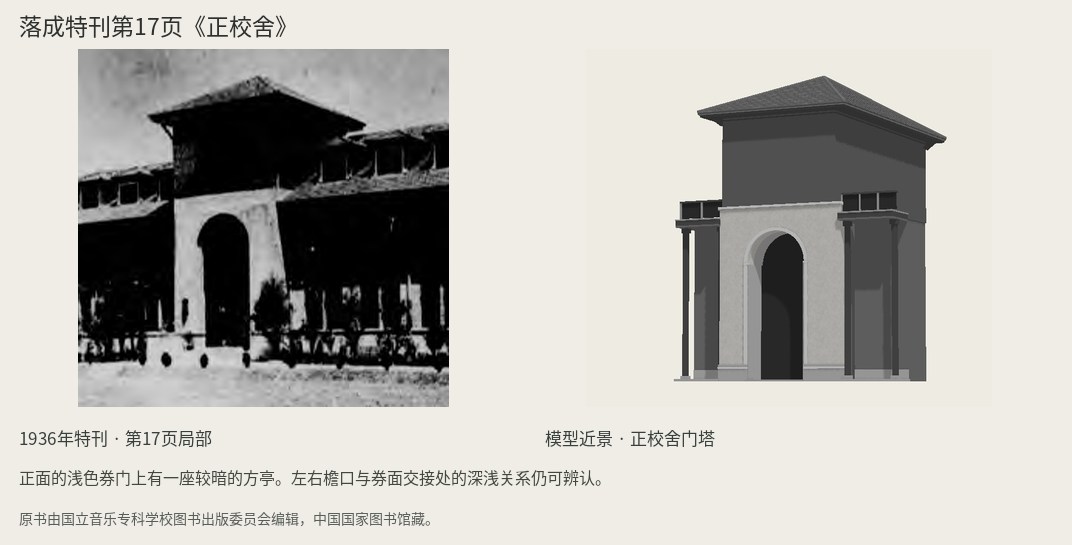 落成特刊第17页《正校舍》
1936年特刊 · 第17页局部
模型近景 · 正校舍门塔
正面的浅色券门上有一座较暗的方亭。左右檐口与券面交接处的深浅关系仍可辨认。
原书由国立音乐专科学校图书出版委员会编辑，中国国家图书馆藏。